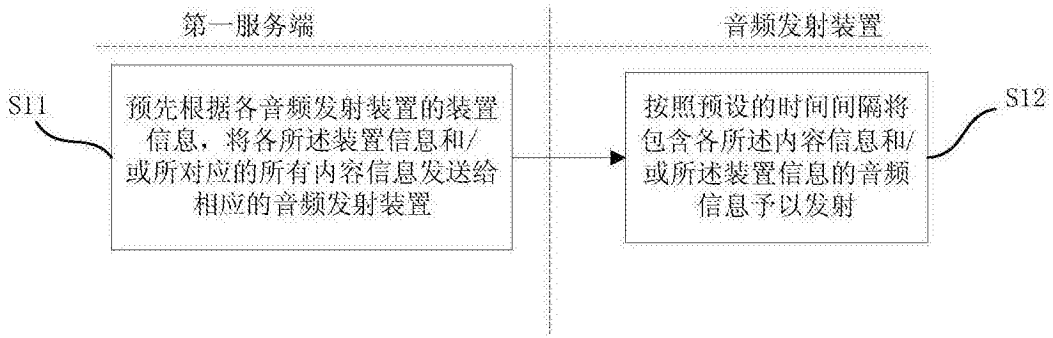 第一服务端
音频发射装置
S11
预先根据各音频发射装置的装置
信息，将各所述装置信息和/
或所对应的所有内容信息发送给
相应的音频发射装置
S12
按照预设的时间间隔将
包含各所述内容信息和/
或所述装置信息的音频
信息予以发射